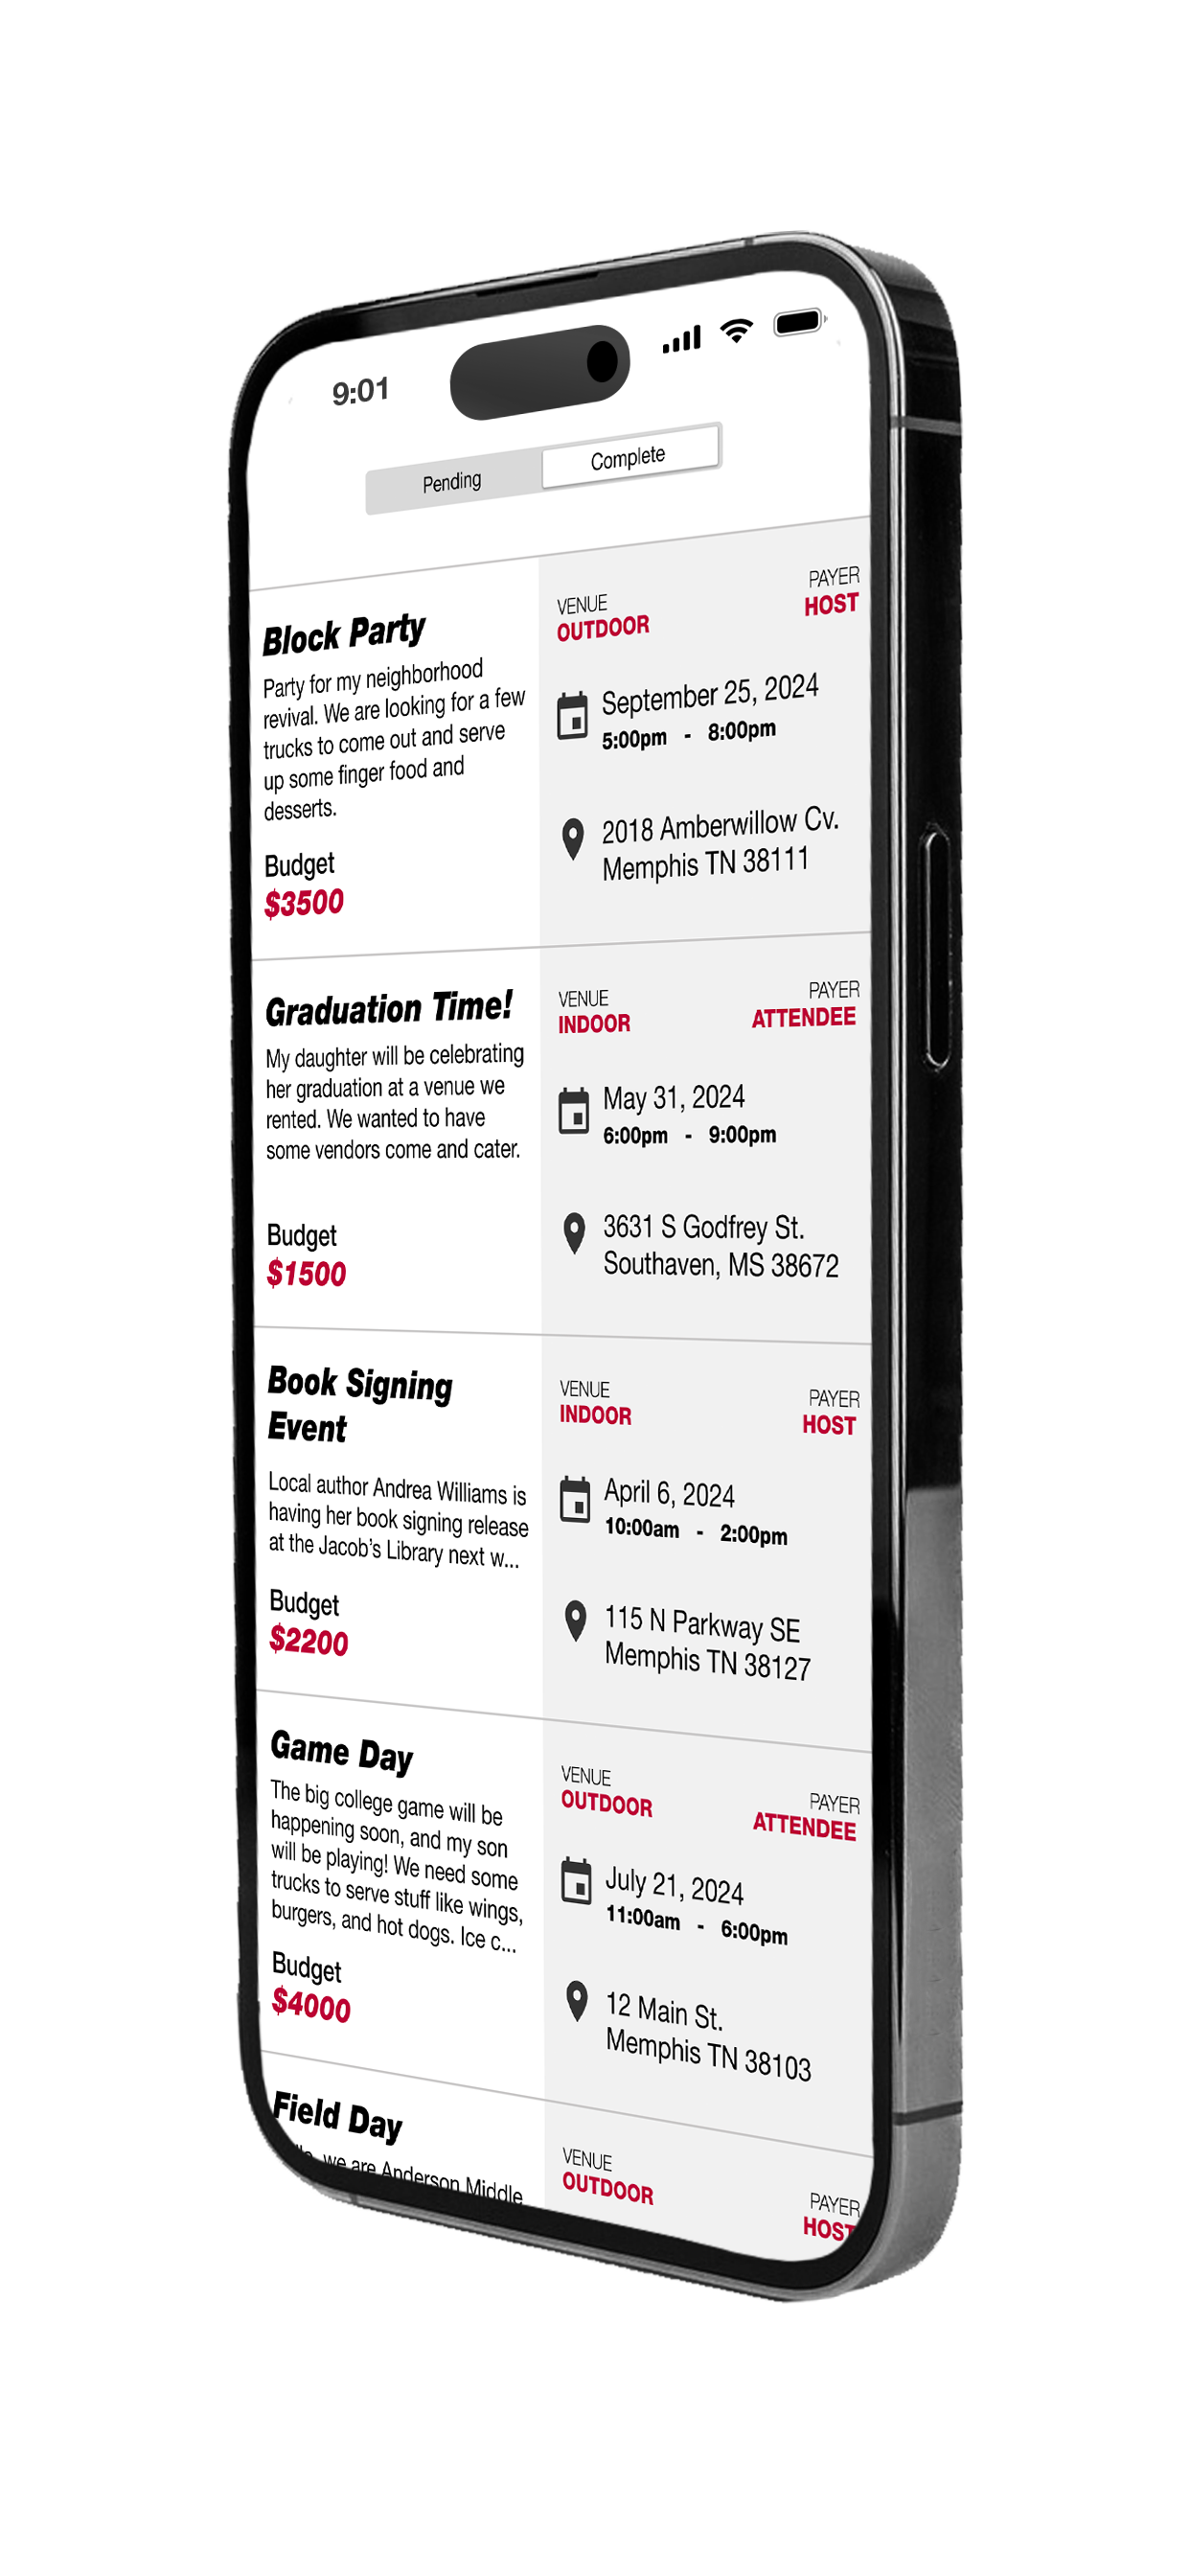 9:01
Pending
Complete
Block Party
Party for my neighborhood
revival. We are looking for a few
trucks to come out and serve
up some finger food and
desserts.
Budget
$3500
VENUE
OUTDOOR
PAYER
HOST
September 25, 2024
5:00pm - 8:00pm
2018 Amberwillow Cv.
Memphis TN 38111
Graduation Time!
My daughter will be celebrating
her graduation at a venue we
rented. We wanted to have
some vendors come and cater.
Budget
$1500
VENUE
INDOOR
PAYER
ATTENDEE
May 31, 2024
6:00pm - 9:00pm
3631 S Godfrey St.
Southaven, MS 38672
Book Signing
Event
Local author Andrea Williams is
having her book signing release
at the Jacob's Library next w...
Budget
$2200
VENUE
INDOOR
PAYER
HOST
April 6, 2024
10:00am - 2:00pm
115 N Parkway SE
Memphis TN 38127
Game Day
The big college game will be
happening soon, and my son
will be playing! We need some
trucks to serve stuff like wings,
burgers, and hot dogs. Ice c...
Budget
$4000
VENUE
OUTDOOR
PAYER
ATTENDEE
July 21, 2024
11:00am - 6:00pm
12 Main St.
Memphis TN 38103
Field Day
we are Anderson Middle
VENUE
OUTDOOR
PAYER
HOST